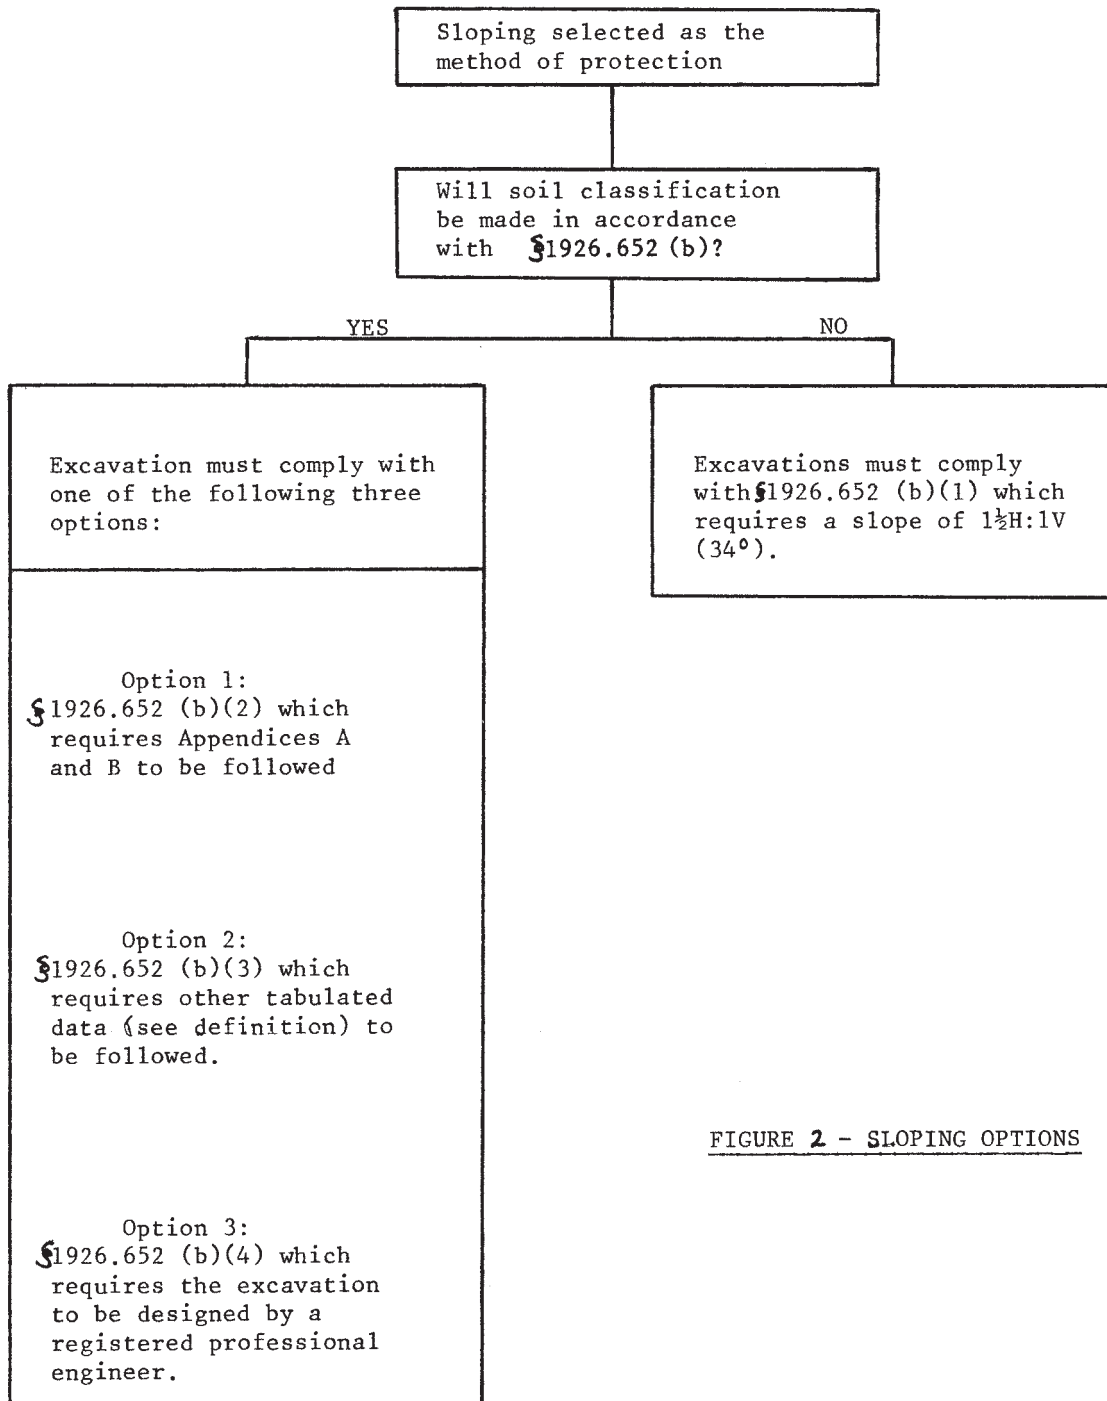 Sloping selected as the
method of protection
Will soil classification
be made in accordance
with §1926.652 (b)?
YES
NO
Excavation must comply with
one of the following three
options:
Excavations must comply
with §1926.652 (b)(1) which
requires a slope of 1½H:1V
(34°).
Option 1:
§1926.652 (b)(2) which
requires Appendices A
and B to be followed
Option 2:
§1926.652 (b)(3) which
requires other tabulated
data (see definition) to
be followed.
Option 3:
§1926.652 (b)(4) which
requires the excavation
to be designed by a
registered professional
engineer.
FIGURE 2 - SLOPING OPTIONS